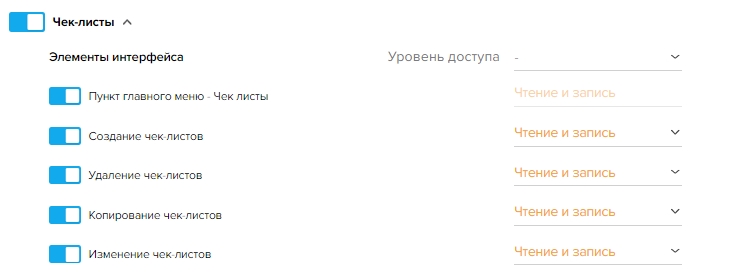 Чек-листы
Элементы интерфейса Уровень доступа -
Пункт главного меню - Чек листы Чтение и запись
Создание чек-листов Чтение и запись
Удаление чек-листов Чтение и запись
Копирование чек-листов Чтение и запись
Изменение чек-листов Чтение и запись